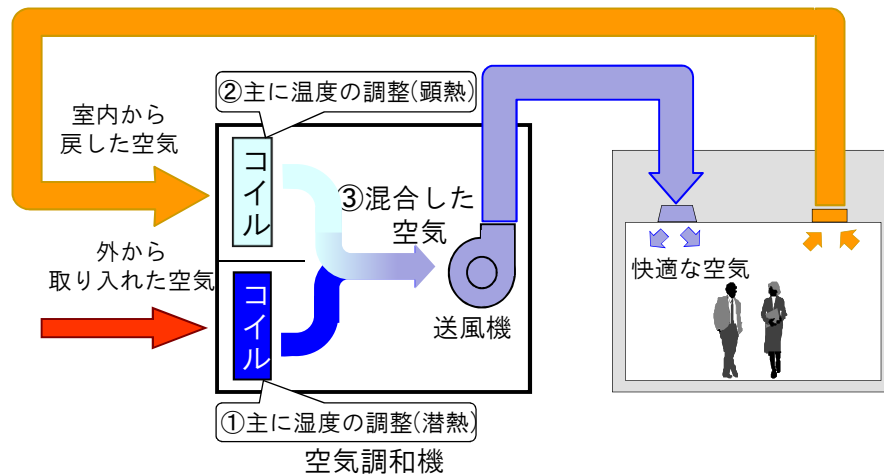 ②主に温度の調整(顕熱)
室内から
戻した空気
コイル
③混合した
空気
外から
取り入れた空気
コイル
送風機
快適な空気
①主に湿度の調整(潜熱)
空気調和機